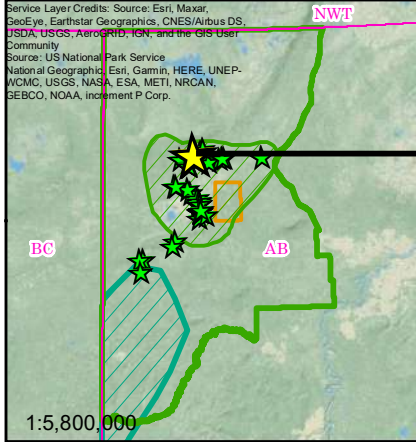 Service Layer Credits: Source: Esri, Maxar,
GeoEye, Earthstar Geographics, CNES/Airbus DS,
USDA, USGS, AeroGRID, IGN, and the GIS User
Community
Source: US National Park Service
National Geographic, Esri, Garmin, HERE, UNEP-
WCMC, USGS, NASA, ESA, METI, NRCAN,
GEBCO, NOAA, increment P Corp.
NWT
BC
AB
1:5,800,000